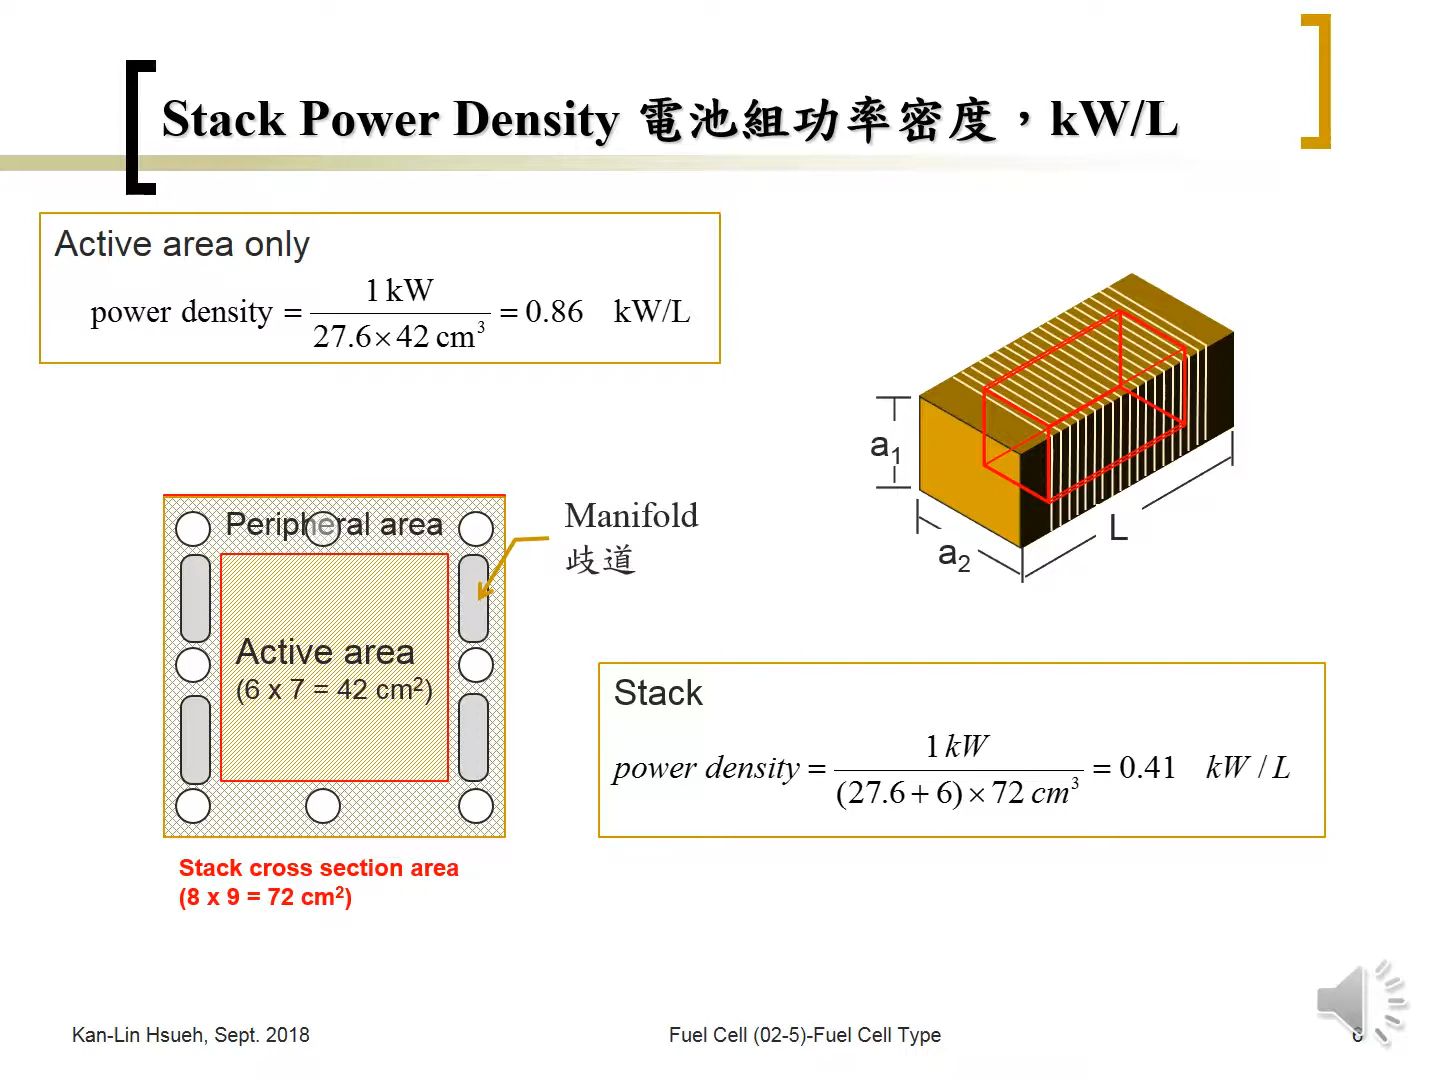 Stack Power Density 電池組功率密度，kW/L
Active area only
power density = 1 kW / 27.6×42 cm³ = 0.86 kW/L
a₁
a₂
L
Peripheral area
Manifold
歧道
Active area
(6 x 7 = 42 cm²)
Stack cross section area
(8 x 9 = 72 cm²)
Stack
power density = 1 kW / (27.6 + 6) × 72 cm³ = 0.41 kW / L
Kan-Lin Hsueh, Sept. 2018
Fuel Cell (02-5)-Fuel Cell Type